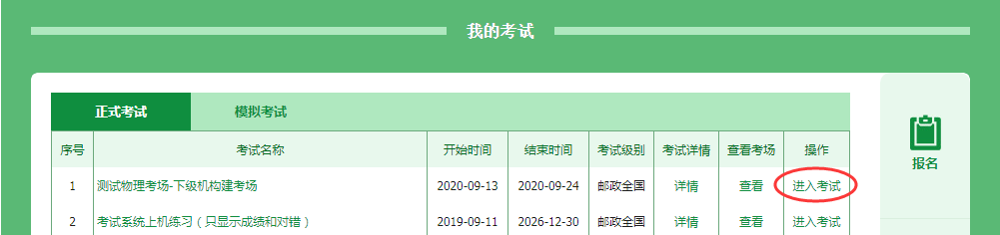 我的考试
正式考试 模拟考试
序号 考试名称 开始时间 结束时间 考试级别 考试详情 查看考场 操作
1 测试物理考场-下级机构建考场 2020-09-13 2020-09-24 邮政全国 详情 查看 进入考试
2 考试系统上机练习（只显示成绩和对错） 2019-09-11 2026-12-30 邮政全国 详情 查看 进入考试
报名